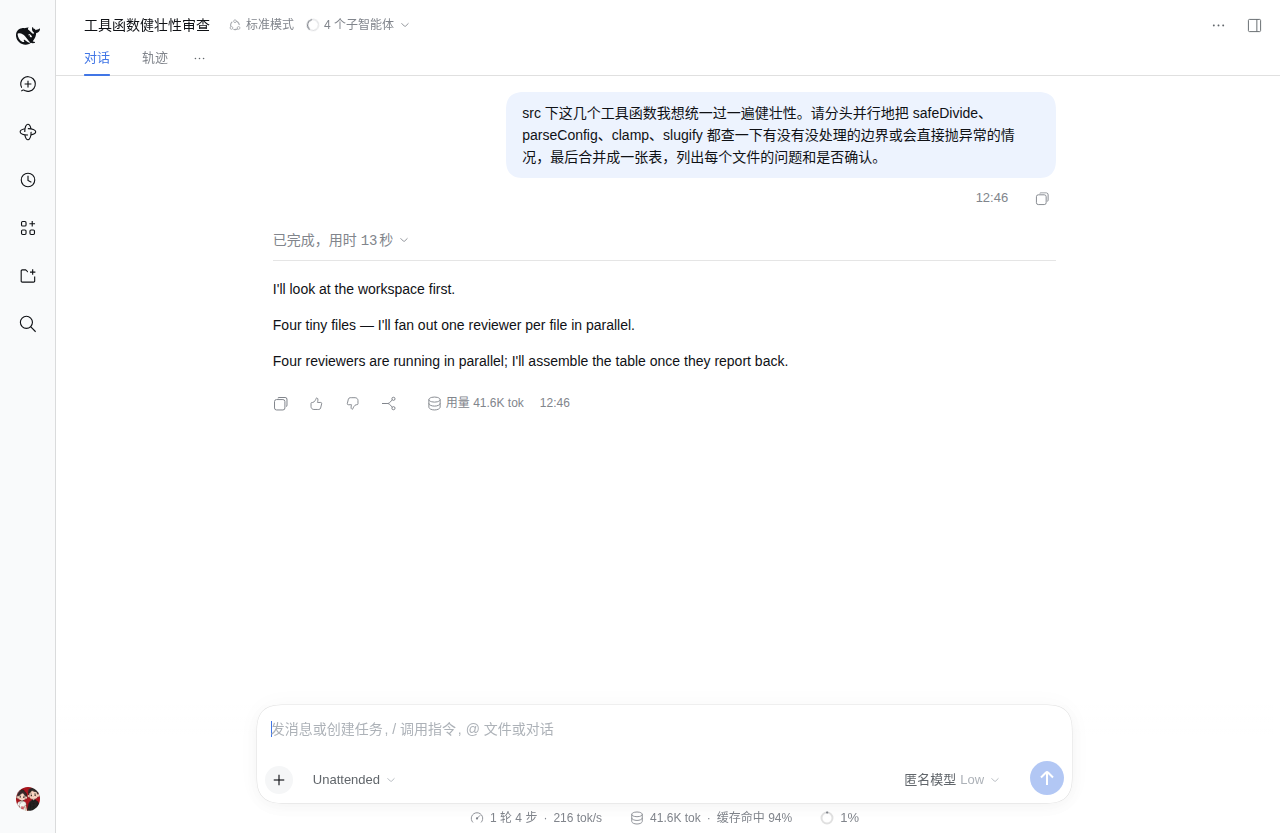 工具函数健壮性审查
标准模式
4 个子智能体
对话
轨迹
src 下这几个工具函数我想统一过一遍健壮性。请分头并行地把 safeDivide、
parseConfig、clamp、slugify 都查一下有没有没处理的边界或会直接抛异常的情
况，最后合并成一张表，列出每个文件的问题和是否确认。
12:46
已完成，用时 13秒
I'll look at the workspace first.
Four tiny files — I'll fan out one reviewer per file in parallel.
Four reviewers are running in parallel; I'll assemble the table once they report back.
用量 41.6K tok
12:46
发消息或创建任务, / 调用指令, @ 文件或对话
Unattended
匿名模型 Low
1 轮 4 步 · 216 tok/s
41.6K tok · 缓存命中 94%
1%